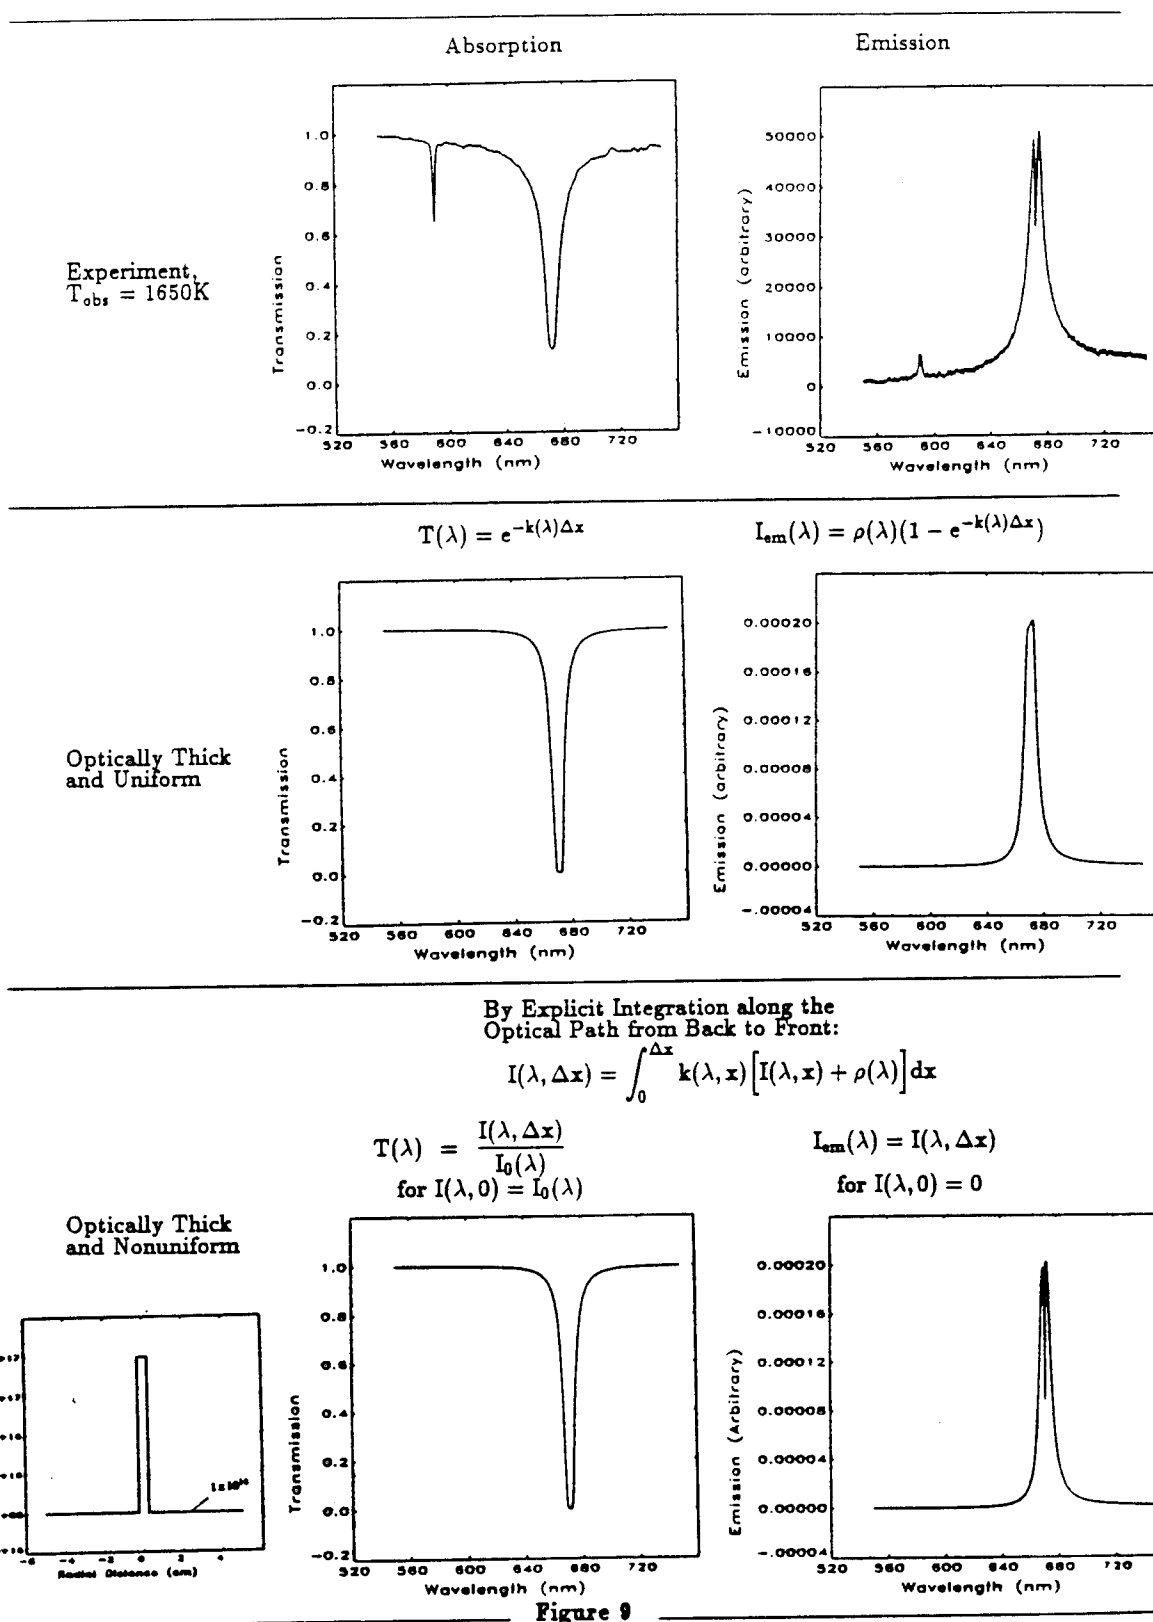 Absorption
Emission
Experiment,
T_obs = 1650K
Transmission
1.0
0.8
0.6
0.4
0.2
0.0
−0.2
520 560 600 640 680 720
Wavelength (nm)
Emission (arbitrary)
50000
40000
30000
20000
10000
0
−10000
520 560 600 640 680 720
Wavelength (nm)
T(λ) = e^{−k(λ)Δx}
I_em(λ) = ρ(λ)(1 − e^{−k(λ)Δx})
Optically Thick
and Uniform
Transmission
1.0
0.8
0.6
0.4
0.2
0.0
−0.2
520 560 600 640 680 720
Wavelength (nm)
Emission (arbitrary)
0.00020
0.00016
0.00012
0.00008
0.00004
0.00000
−.00004
520 560 600 640 680 720
Wavelength (nm)
By Explicit Integration along the
Optical Path from Back to Front:
I(λ, Δx) = ∫_0^{Δx} k(λ, x) [I(λ, x) + ρ(λ)] dx
T(λ) = I(λ, Δx) / I_0(λ)
for I(λ, 0) = I_0(λ)
I_em(λ) = I(λ, Δx)
for I(λ, 0) = 0
Optically Thick
and Nonuniform
−6 −4 −2 0 2 4
Radial Distance (cm)
Transmission
1.0
0.8
0.6
0.4
0.2
0.0
−0.2
520 560 600 640 680 720
Wavelength (nm)
Emission (Arbitrary)
0.00020
0.00016
0.00012
0.00008
0.00004
0.00000
−.00004
520 560 600 640 680 720
Wavelength (nm)
Figure 9